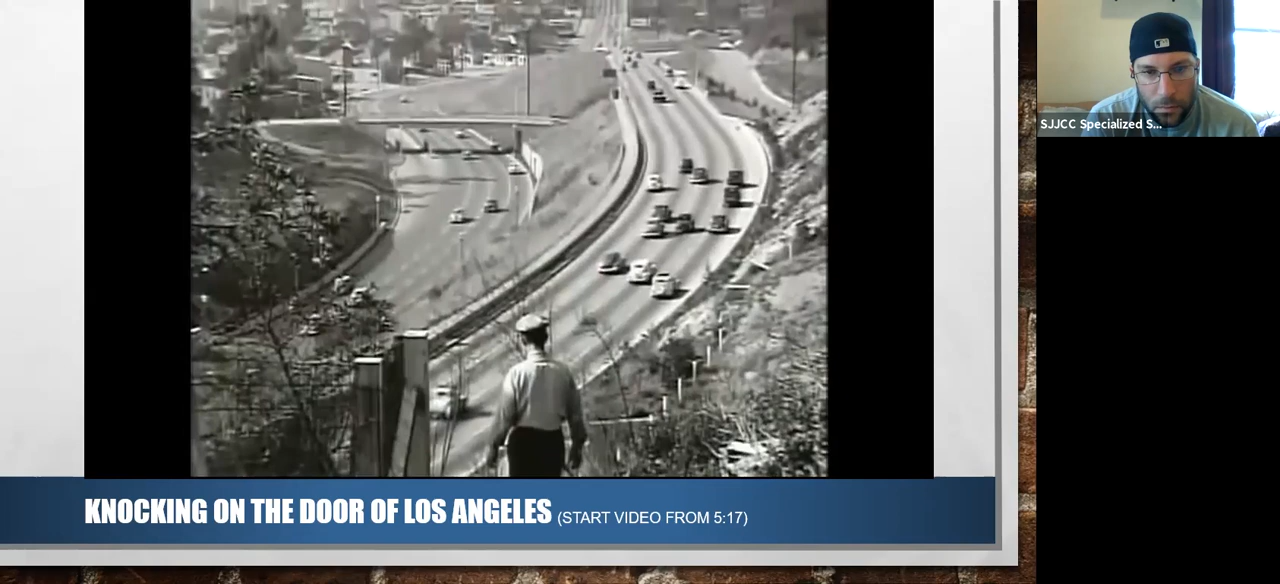 SJJCC Specialized S...
KNOCKING ON THE DOOR OF LOS ANGELES (START VIDEO FROM 5:17)